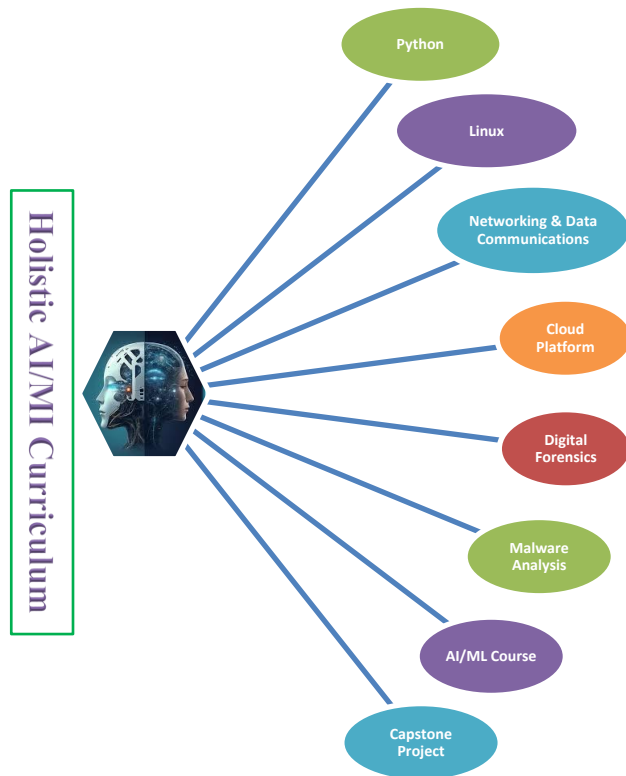 Holistic AI/MI Curriculum
Python
Linux
Networking & Data
Communications
Cloud
Platform
Digital
Forensics
Malware
Analysis
AI/ML Course
Capstone
Project